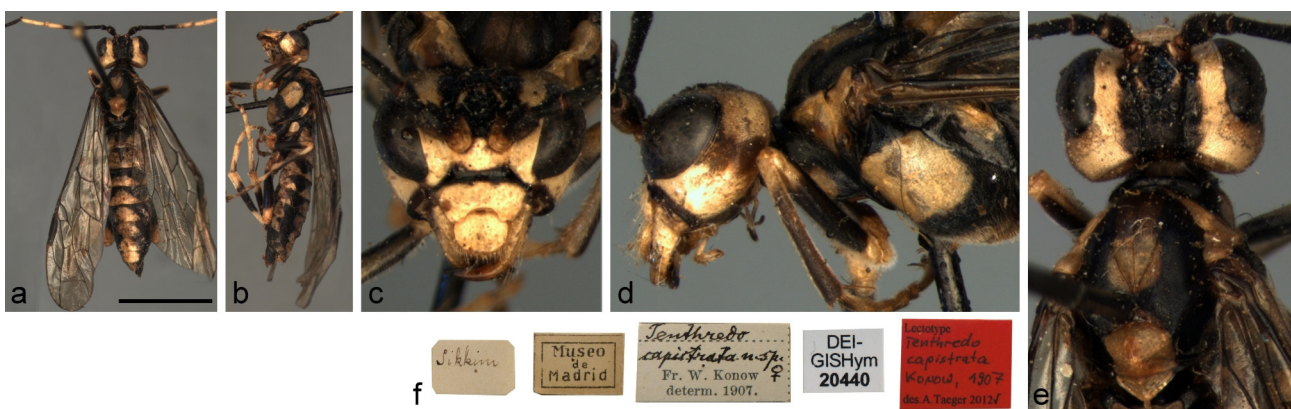 a
b
c
d
e
f
Sikkim
Museo
de
Madrid
Tenthredo
capistrata n. sp.
♀
Fr. W. Konow
determ. 1907.
DEI-
GISHym
20440
Lectotype
Tenthredo
capistrata
Konow, 1907
des. A. Taeger 2012